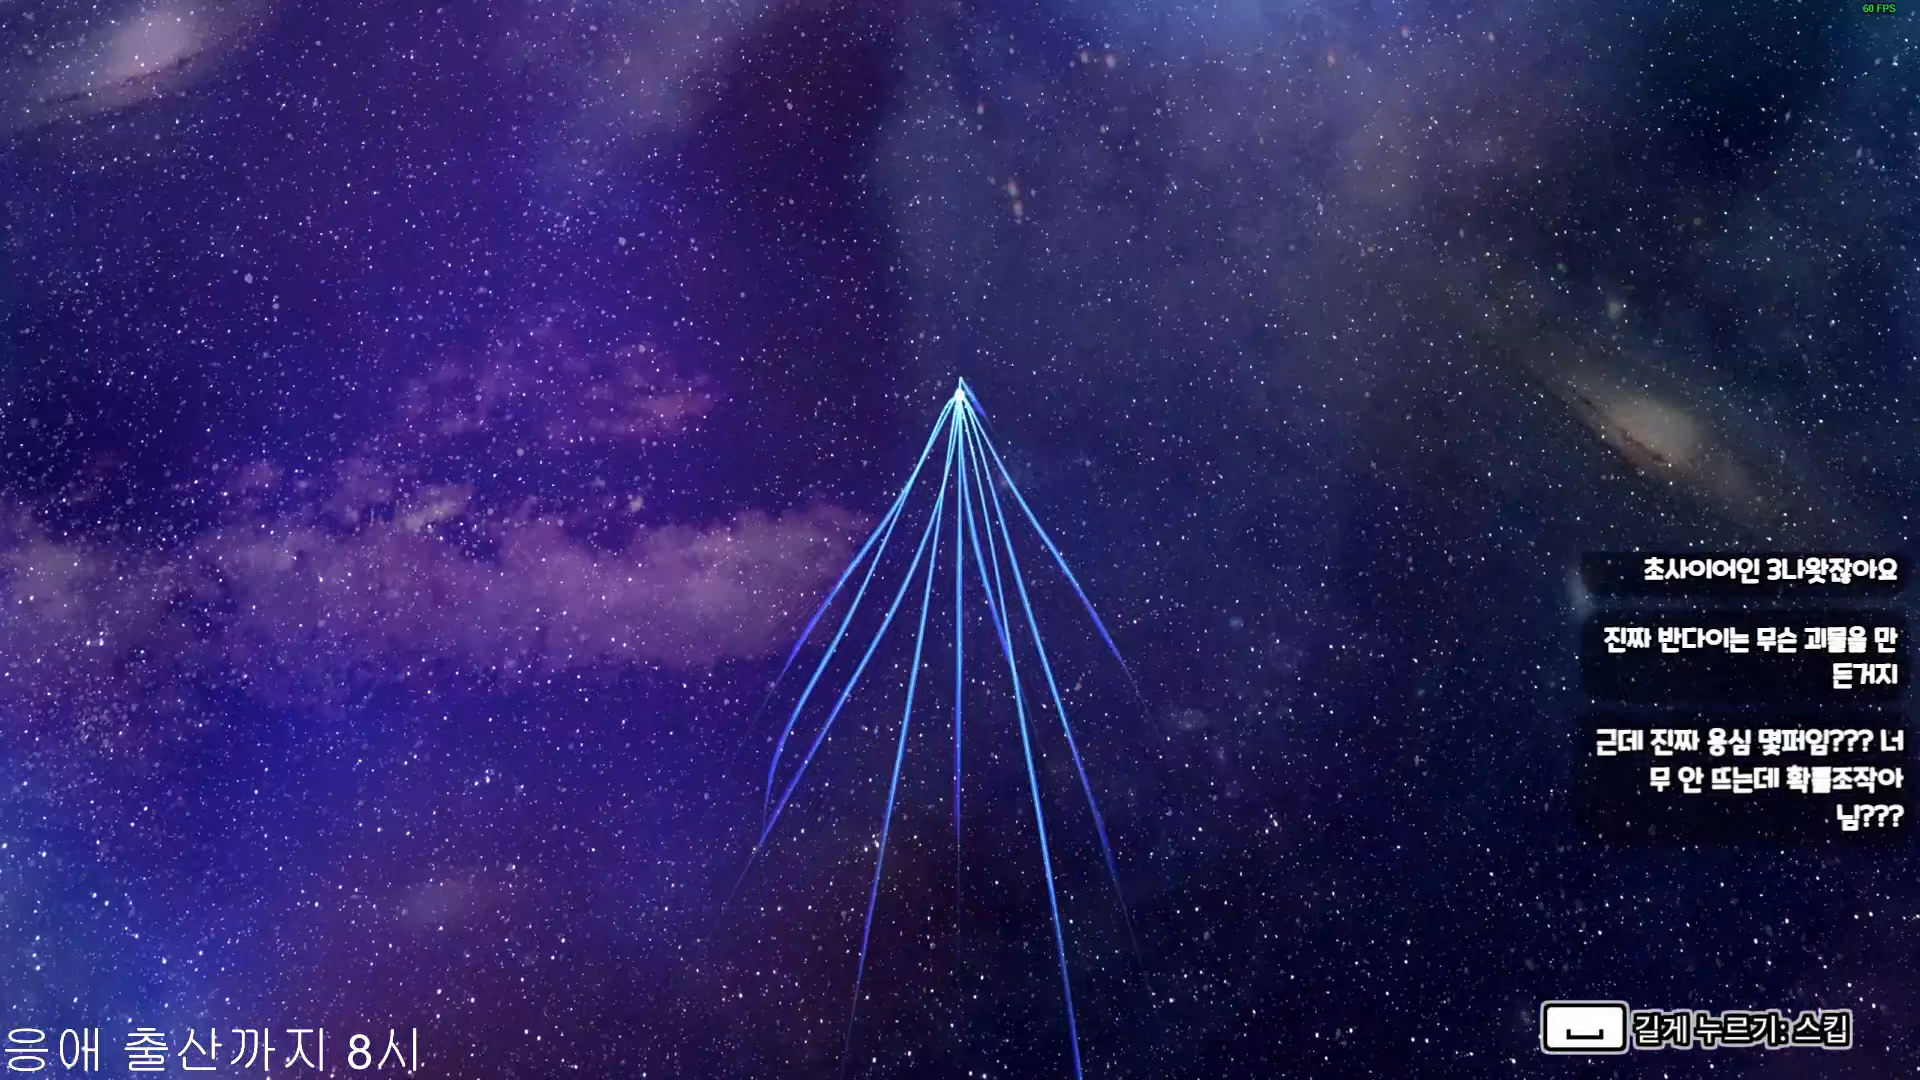 60 FPS
초사이어인 3나왓잖아요
진짜 반다이는 무슨 괴물을 만
든거지
근데 진짜 용심 몇퍼임??? 너
무 안 뜨는데 확률조작아
님???
길게 누르기: 스킵
응애 출산까지 8시